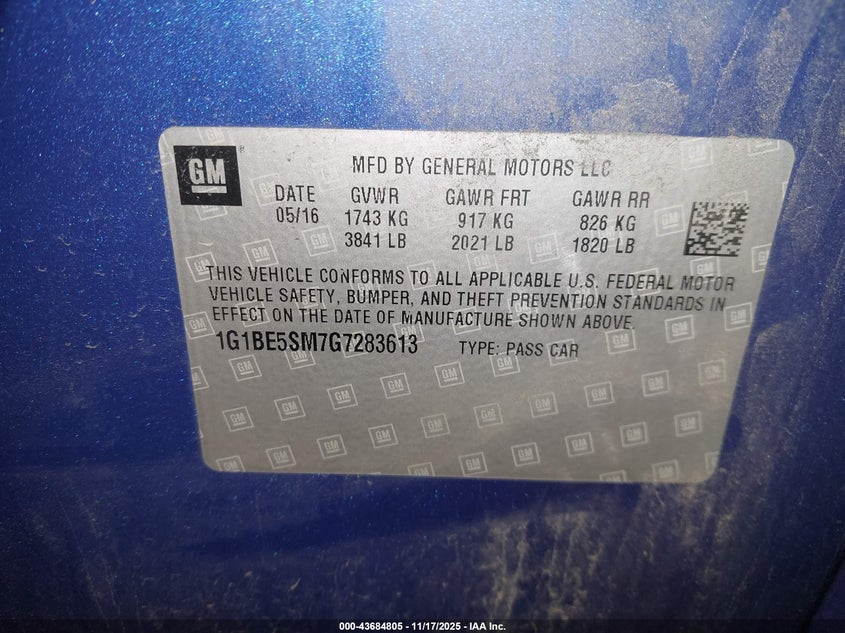 GM ® MFD BY GENERAL MOTORS LLC
DATE GVWR GAWR FRT GAWR RR
05/16 1743 KG 917 KG 826 KG
3841 LB 2021 LB 1820 LB
THIS VEHICLE CONFORMS TO ALL APPLICABLE U.S. FEDERAL MOTOR
VEHICLE SAFETY, BUMPER, AND THEFT PREVENTION STANDARDS IN
EFFECT ON THE DATE OF MANUFACTURE SHOWN ABOVE.
1G1BE5SM7G7283613 TYPE: PASS CAR
000-43684805 - 11/17/2025 - IAA Inc.